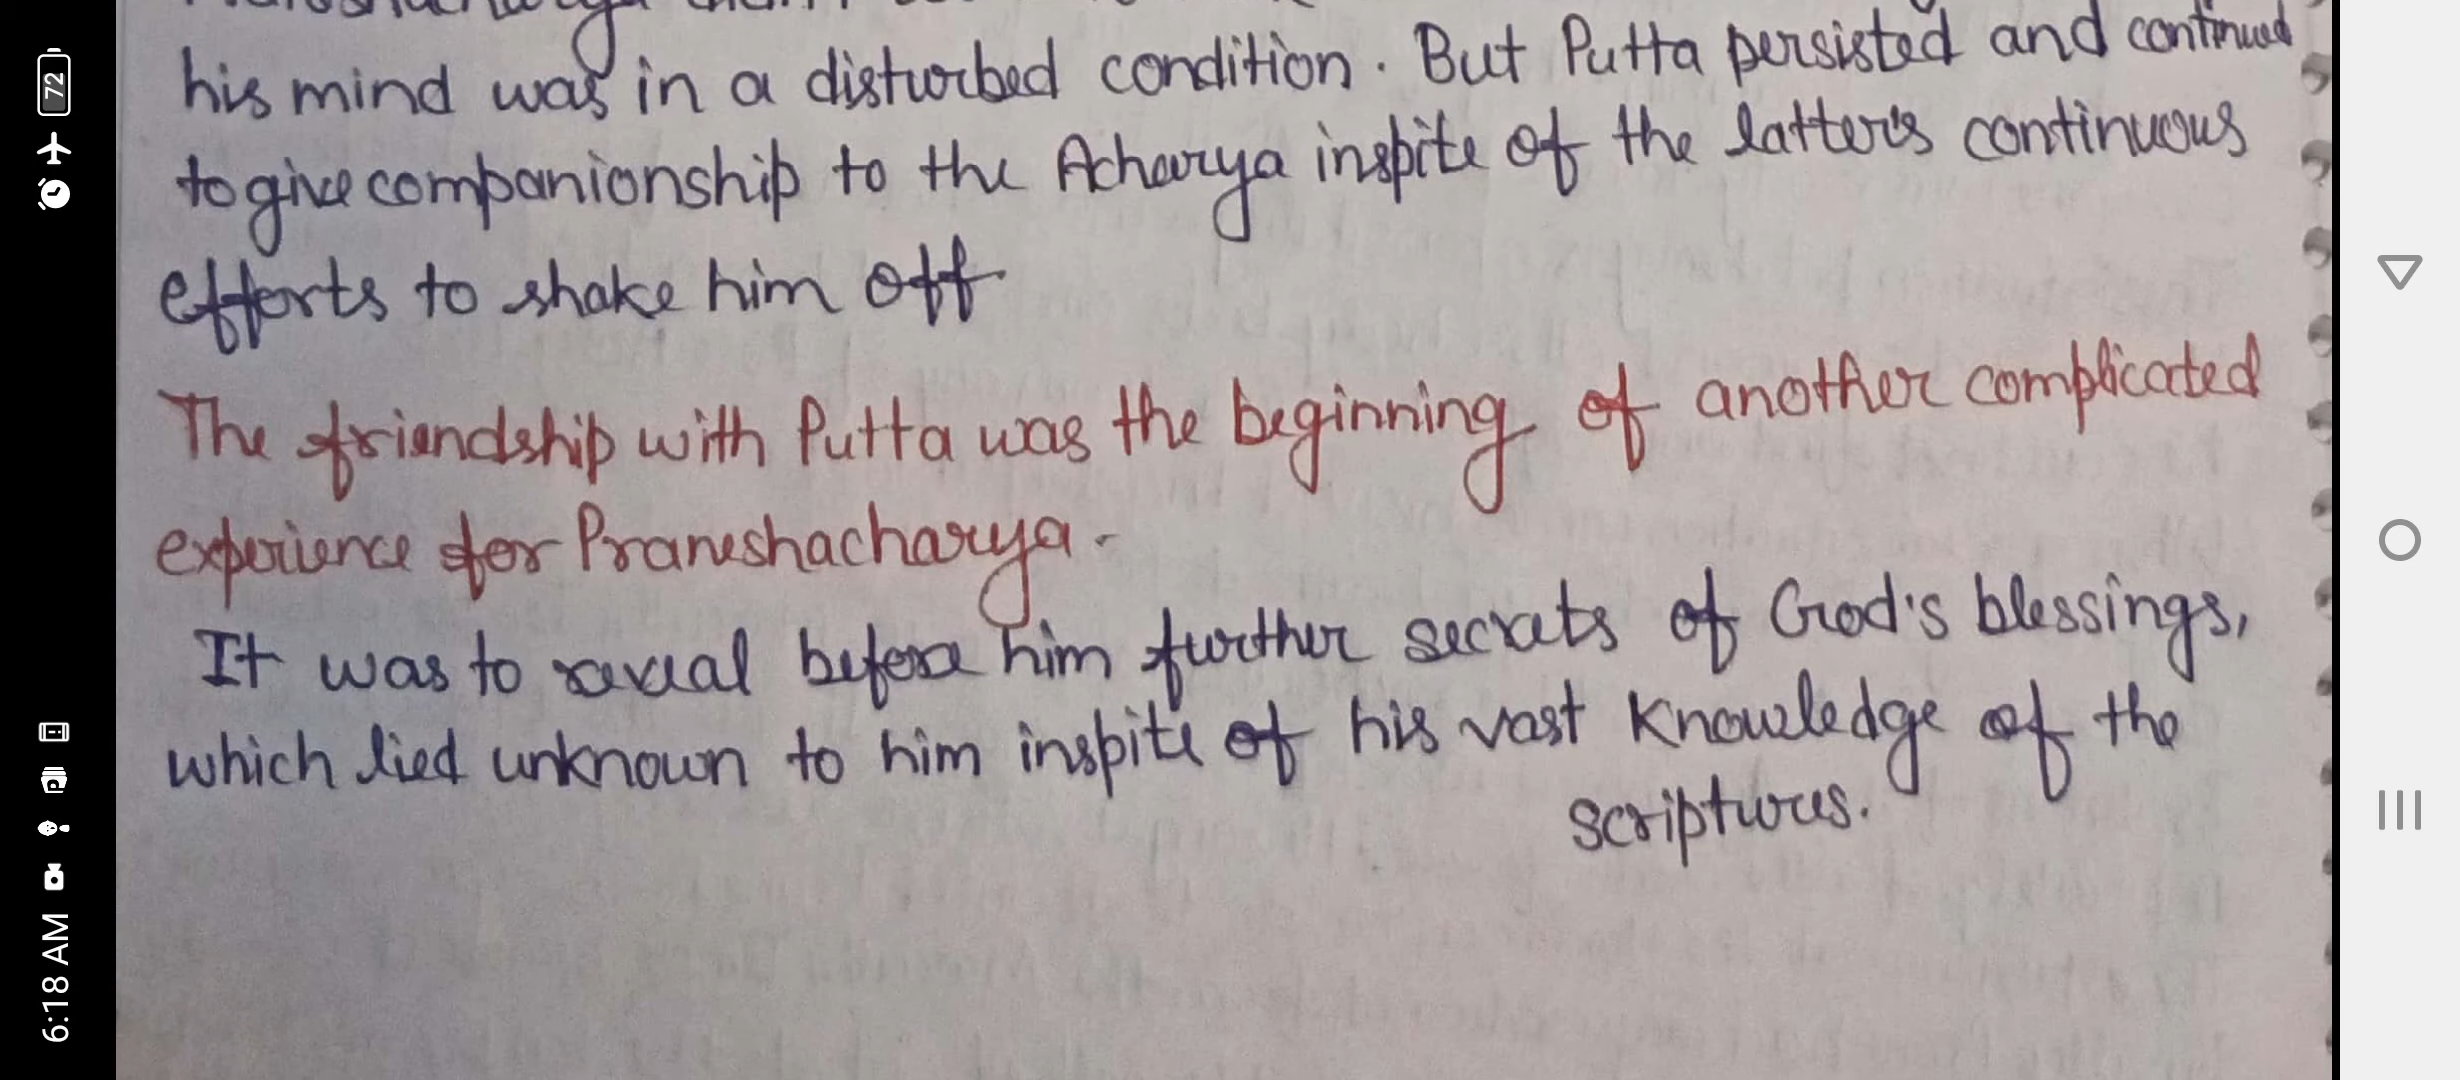 his mind was in a disturbed condition. But Putta persisted and continued
to give companionship to the Acharya inspite of the latter's continuous
efforts to shake him off
The friendship with Putta was the beginning of another complicated
experience for Praneshacharya.
It was to reveal before him further secrets of God's blessings,
which lied unknown to him inspite of his vast knowledge of the
scriptures.
72
6:18 AM